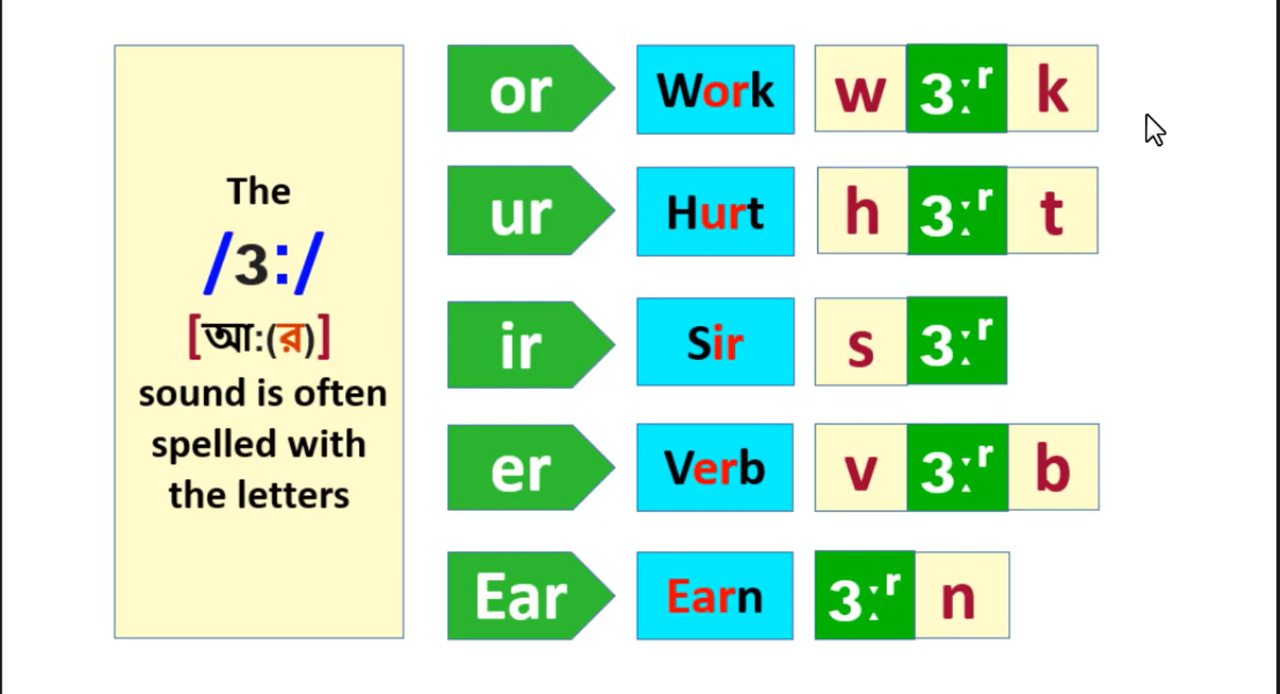 The
/3:/
[আ:(র)]
sound is often
spelled with
the letters
or Work w 3ːʳ k
ur Hurt h 3ːʳ t
ir Sir s 3ːʳ
er Verb v 3ːʳ b
Ear Earn 3ːʳ n